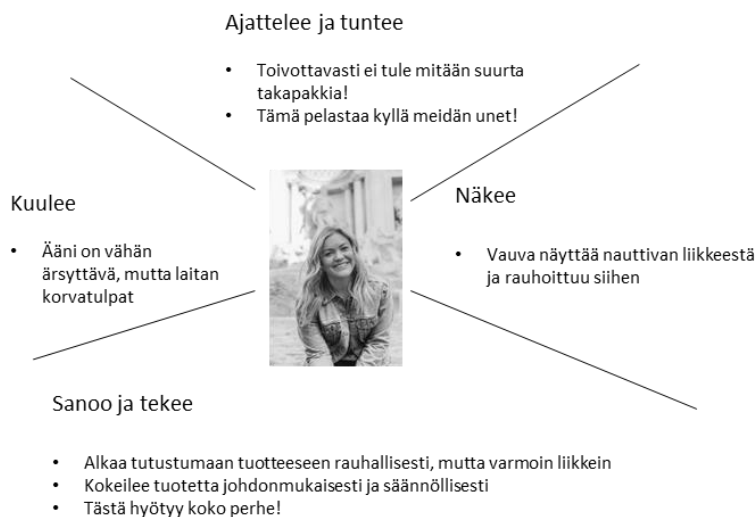 Ajattelee ja tuntee
• Toivottavasti ei tule mitään suurta
takapakkia!
• Tämä pelastaa kyllä meidän unet!
Kuulee
• Ääni on vähän
ärsyttävä, mutta laitan
korvatulpat
Näkee
• Vauva näyttää nauttivan liikkeestä
ja rauhoittuu siihen
Sanoo ja tekee
• Alkaa tutustumaan tuotteeseen rauhallisesti, mutta varmoin liikkein
• Kokeilee tuotetta johdonmukaisesti ja säännöllisesti
• Tästä hyötyy koko perhe!